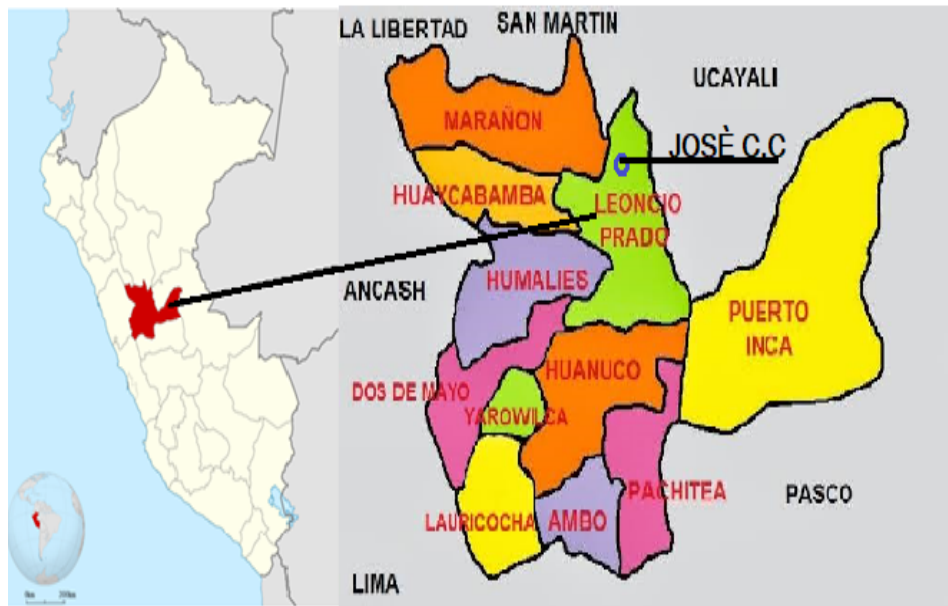 LA LIBERTAD
SAN MARTIN
UCAYALI
MARAÑON
JOSÈ C.C
HUAYCABAMBA
LEONCIO
PRADO
ANCASH
HUMALIES
PUERTO
INCA
HUANUCO
DOS DE MAYO
YAROWILCA
PACHITEA
PASCO
LAURICOCHA
AMBO
LIMA